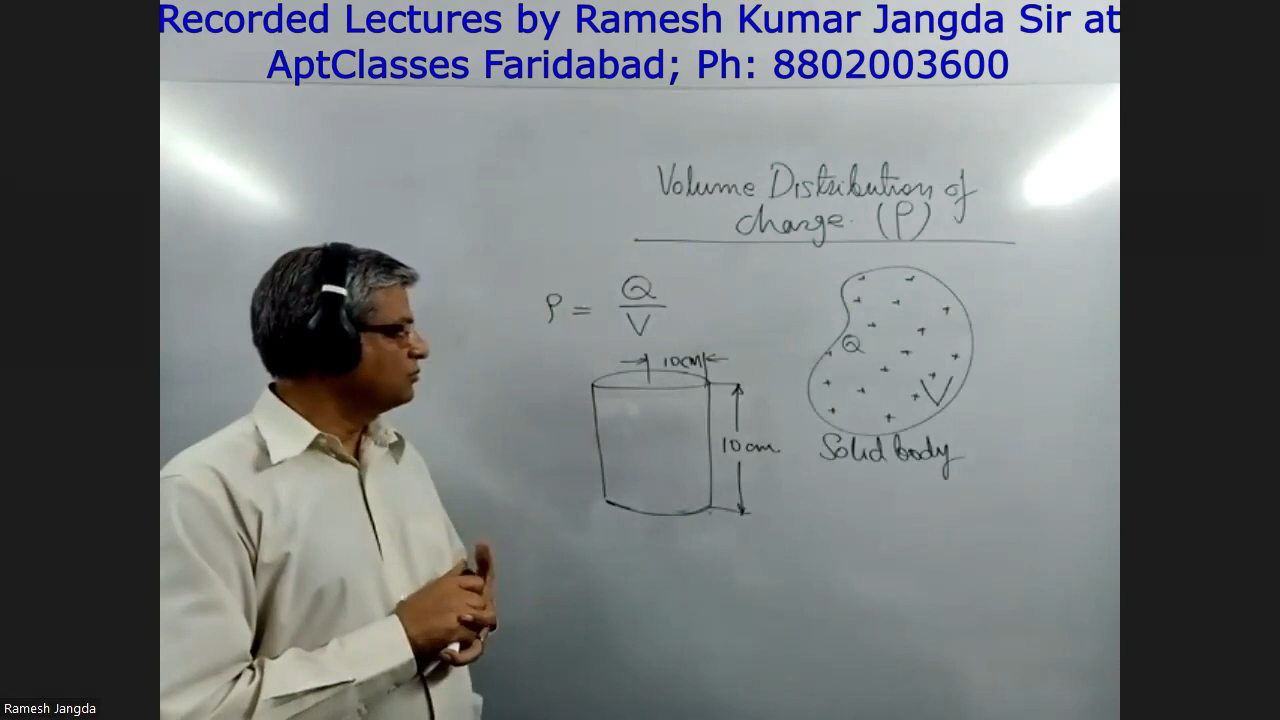 Recorded Lectures by Ramesh Kumar Jangda Sir at
AptClasses Faridabad; Ph: 8802003600
Volume Distribution of
charge. (ρ)
ρ = Q/V
10cm
10cm
Q
V
Solid body
Ramesh Jangda